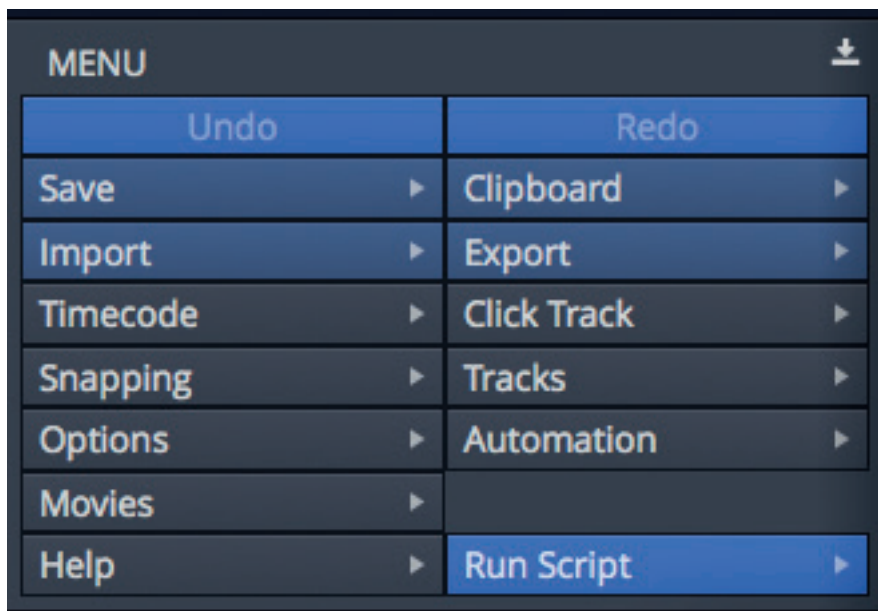 MENU
Undo Redo
Save Clipboard
Import Export
Timecode Click Track
Snapping Tracks
Options Automation
Movies
Help Run Script